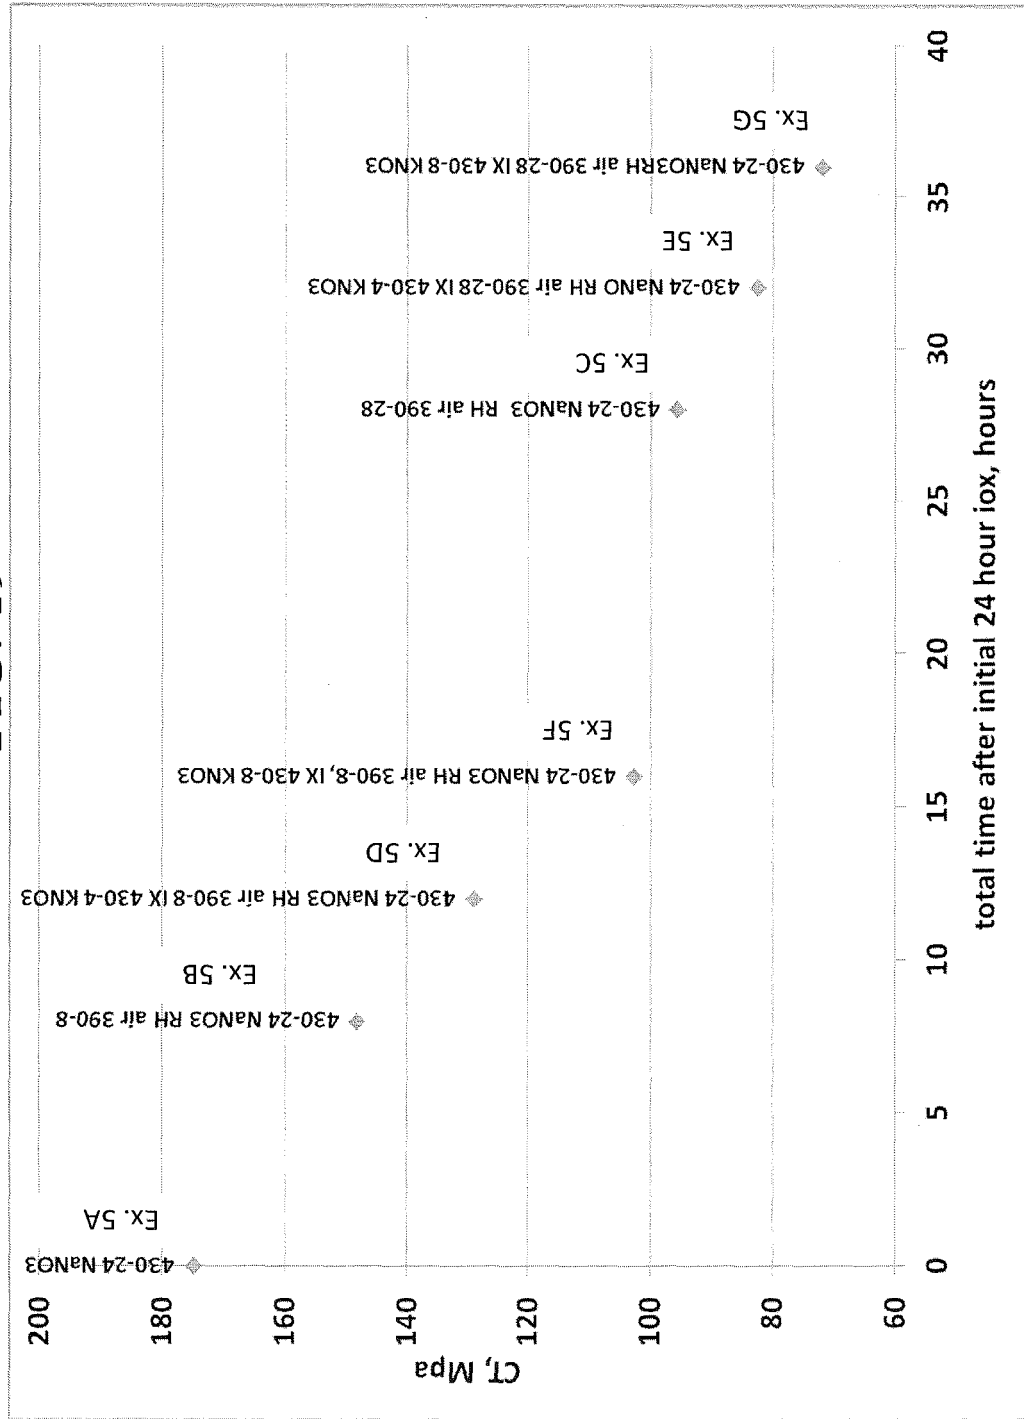 200
180
160
140
120
100
80
60
CT, Mpa
0
5
10
15
20
25
30
35
40
total time after initial 24 hour iox, hours
430-24 NaNO3
Ex. 5A
430-24 NaNO3 RH air 390-8
Ex. 5B
430-24 NaNO3 RH air 390-8 IX 430-4 KNO3
Ex. 5D
430-24 NaNO3 RH air 390-8, IX 430-8 KNO3
Ex. 5F
430-24 NaNO3 RH air 390-28
Ex. 5C
430-24 NaNO RH air 390-28 IX 430-4 KNO3
Ex. 5E
430-24 NaNO3RH air 390-28 IX 430-8 KNO3
Ex. 5G